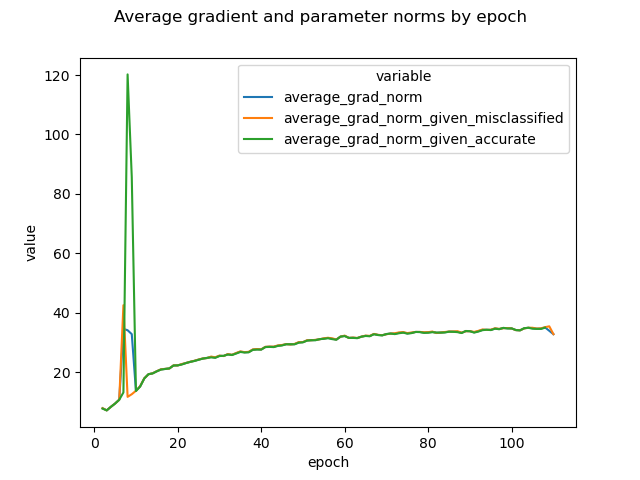 Average gradient and parameter norms by epoch
variable
average_grad_norm
average_grad_norm_given_misclassified
average_grad_norm_given_accurate
120
100
80
60
40
20
value
0 20 40 60 80 100
epoch